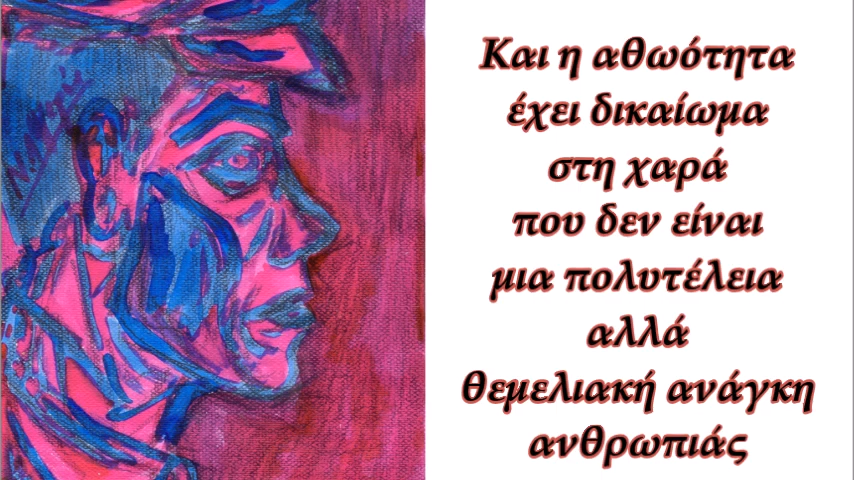 Και η αθωότητα
έχει δικαίωμα
στη χαρά
που δεν είναι
μια πολυτέλεια
αλλά
θεμελιακή ανάγκη
ανθρωπιάς